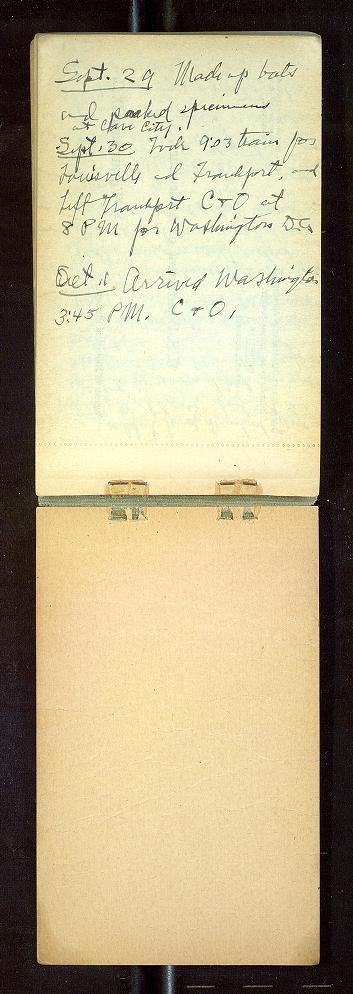 Sept. 29 Made up bats
and packed specimens
at Cave City.
Sept. 30 Took 9:03 train for
Louisville and Frankfort, and
left Frankfort C & O at
8 PM for Washington D.C.
Oct. 1 Arrived Washington
3:45 PM. C & O.